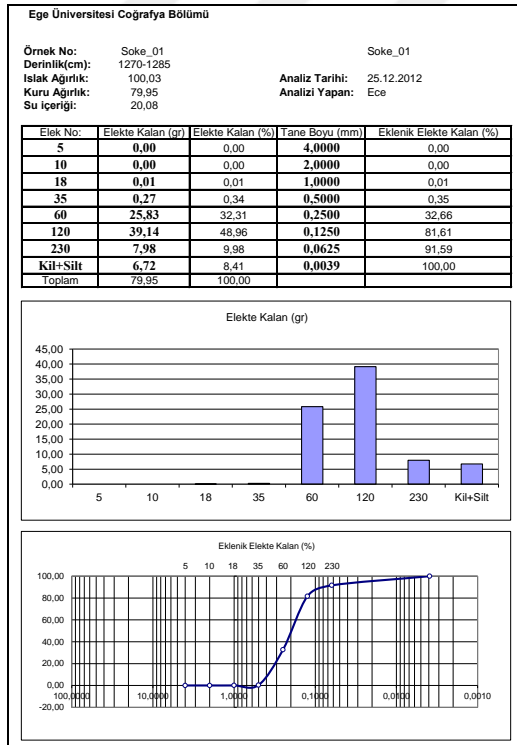 Ege Üniversitesi Coğrafya Bölümü
Örnek No: Soke_01 Soke_01
Derinlik(cm): 1270-1285
Islak Ağırlık: 100,03 Analiz Tarihi: 25.12.2012
Kuru Ağırlık: 79,95 Analizi Yapan: Ece
Su içeriği: 20,08
Elek No: Elekte Kalan (gr) Elekte Kalan (%) Tane Boyu (mm) Eklenik Elekte Kalan (%)
5 0,00 0,00 4,0000 0,00
10 0,00 0,00 2,0000 0,00
18 0,01 0,01 1,0000 0,01
35 0,27 0,34 0,5000 0,35
60 25,83 32,31 0,2500 32,66
120 39,14 48,96 0,1250 81,61
230 7,98 9,98 0,0625 91,59
Kil+Silt 6,72 8,41 0,0039 100,00
Toplam 79,95 100,00
Elekte Kalan (gr)
45,00
40,00
35,00
30,00
25,00
20,00
15,00
10,00
5,00
0,00
5 10 18 35 60 120 230 Kil+Silt
Eklenik Elekte Kalan (%)
5 10 18 35 60 120 230
100,00
80,00
60,00
40,00
20,00
0,00
100,0000 10,0000 1,0000 0,1000 0,0100 0,0010
-20,00